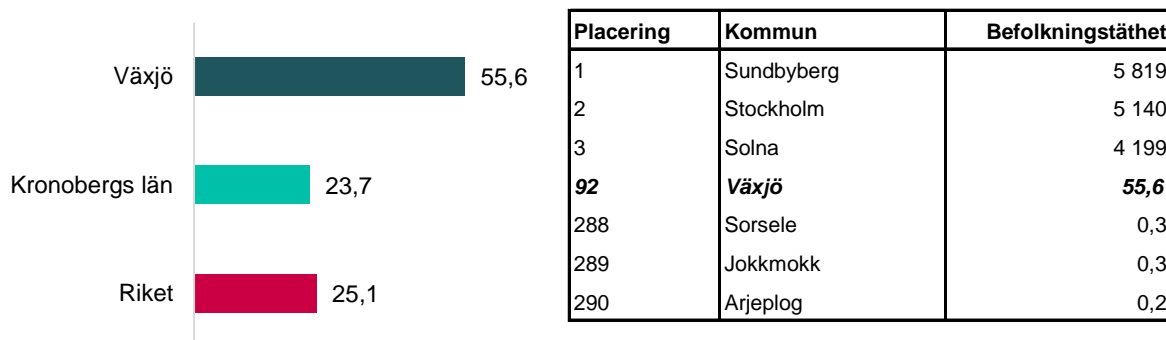 Växjö 55,6
Kronobergs län 23,7
Riket 25,1
Placering Kommun Befolkningstäthet
1 Sundbyberg 5 819
2 Stockholm 5 140
3 Solna 4 199
92 Växjö 55,6
288 Sorsele 0,3
289 Jokkmokk 0,3
290 Arjeplog 0,2